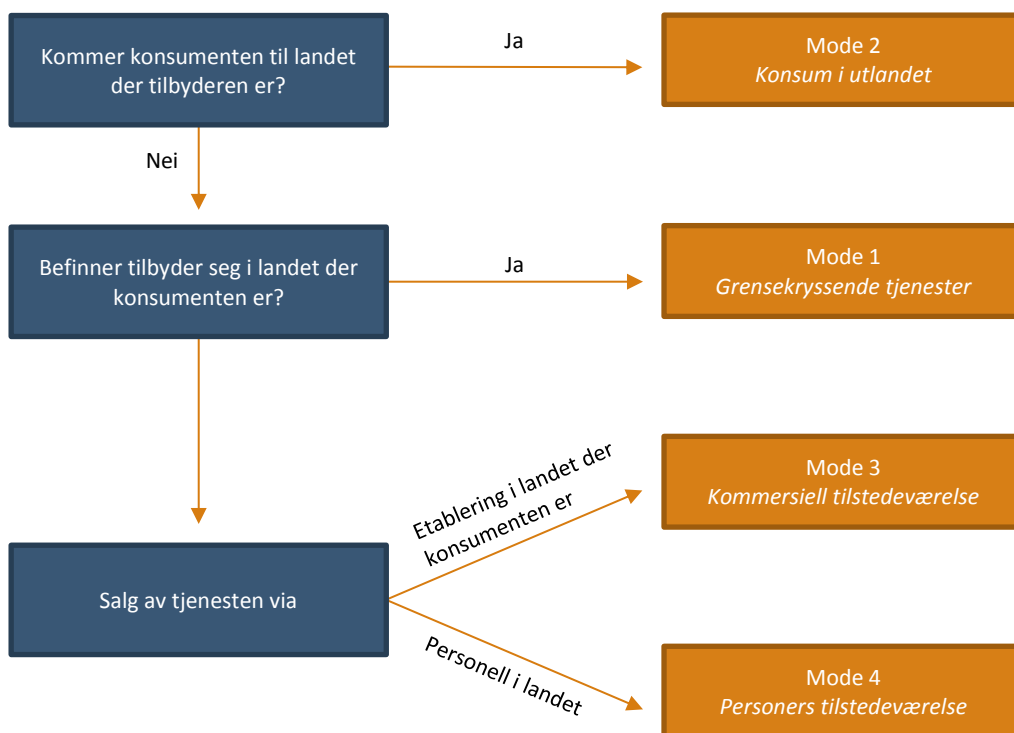 Kommer konsumenten til landet
der tilbyderen er?
Ja
Mode 2
Konsum i utlandet
Nei
Befinner tilbyder seg i landet der
konsumenten er?
Ja
Mode 1
Grensekryssende tjenester
Salg av tjenesten via
Etablering i landet der
konsumenten er
Mode 3
Kommersiell tilstedeværelse
Personell i landet
Mode 4
Personers tilstedeværelse